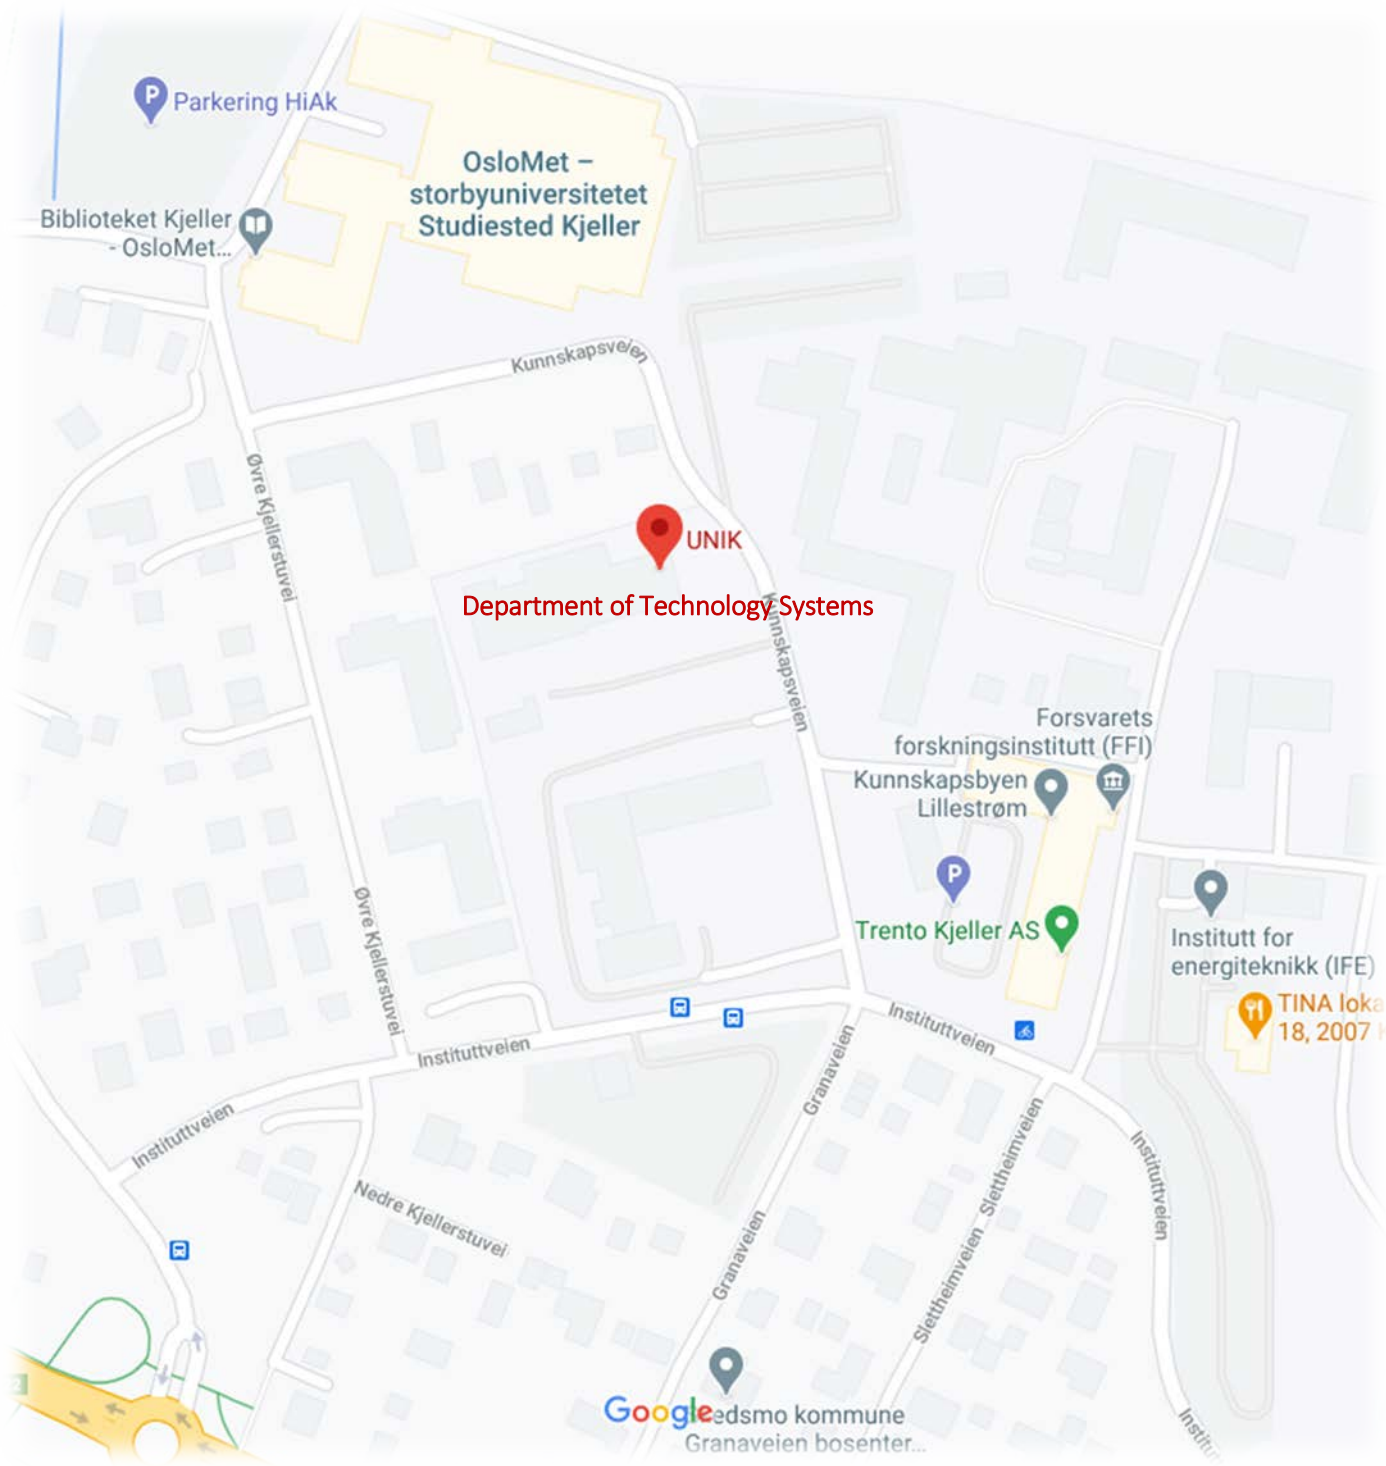 P
Parkering HiAk
OsloMet –
storbyuniversitetet
Studiested Kjeller
Biblioteket Kjeller
- OsloMet...
Kunnskapsveien
Øvre Kjellerstuvei
UNIK
Department of Technology Systems
Kunnskapsveien
Forsvarets
forskningsinstitutt (FFI)
Kunnskapsbyen
Lillestrøm
P
Trento Kjeller AS
Øvre Kjellerstuvei
Institutt for
energiteknikk (IFE)
TINA loka
18, 2007
Instituttveien
Instituttveien
Granaveien
Instituttveien
Slettheimveien
Instituttveien
Nedre Kjellerstuvei
Granaveien
Slettheimveien
Google
edsmo kommune
Granaveien bosenter...
Institu